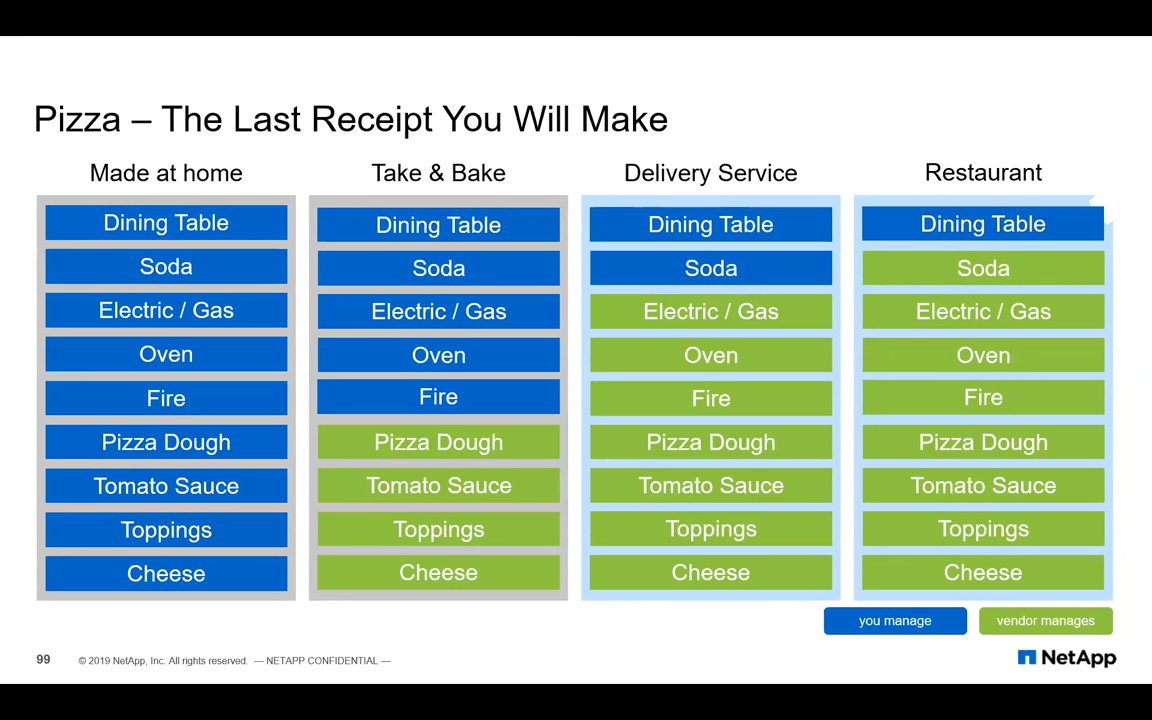 Pizza – The Last Receipt You Will Make
Made at home
Dining Table
Soda
Electric / Gas
Oven
Fire
Pizza Dough
Tomato Sauce
Toppings
Cheese
Take & Bake
Dining Table
Soda
Electric / Gas
Oven
Fire
Pizza Dough
Tomato Sauce
Toppings
Cheese
Delivery Service
Dining Table
Soda
Electric / Gas
Oven
Fire
Pizza Dough
Tomato Sauce
Toppings
Cheese
Restaurant
Dining Table
Soda
Electric / Gas
Oven
Fire
Pizza Dough
Tomato Sauce
Toppings
Cheese
you manage
vendor manages
99 © 2019 NetApp, Inc. All rights reserved. — NETAPP CONFIDENTIAL —
NetApp